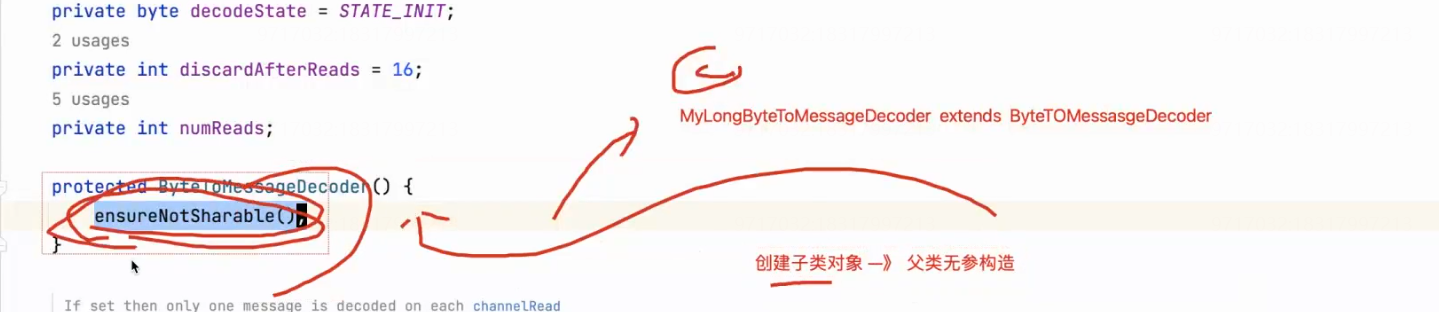 private byte decodeState = STATE_INIT;
2 usages
private int discardAfterReads = 16;
5 usages
MyLongByteToMessageDecoder extends ByteTOMessasgeDecoder
private int numReads;
protected ByteToMessageDecoder() {
ensureNotSharable();
}
创建子类对象 —》 父类无参构造
If set then only one message is decoded on each channelRead